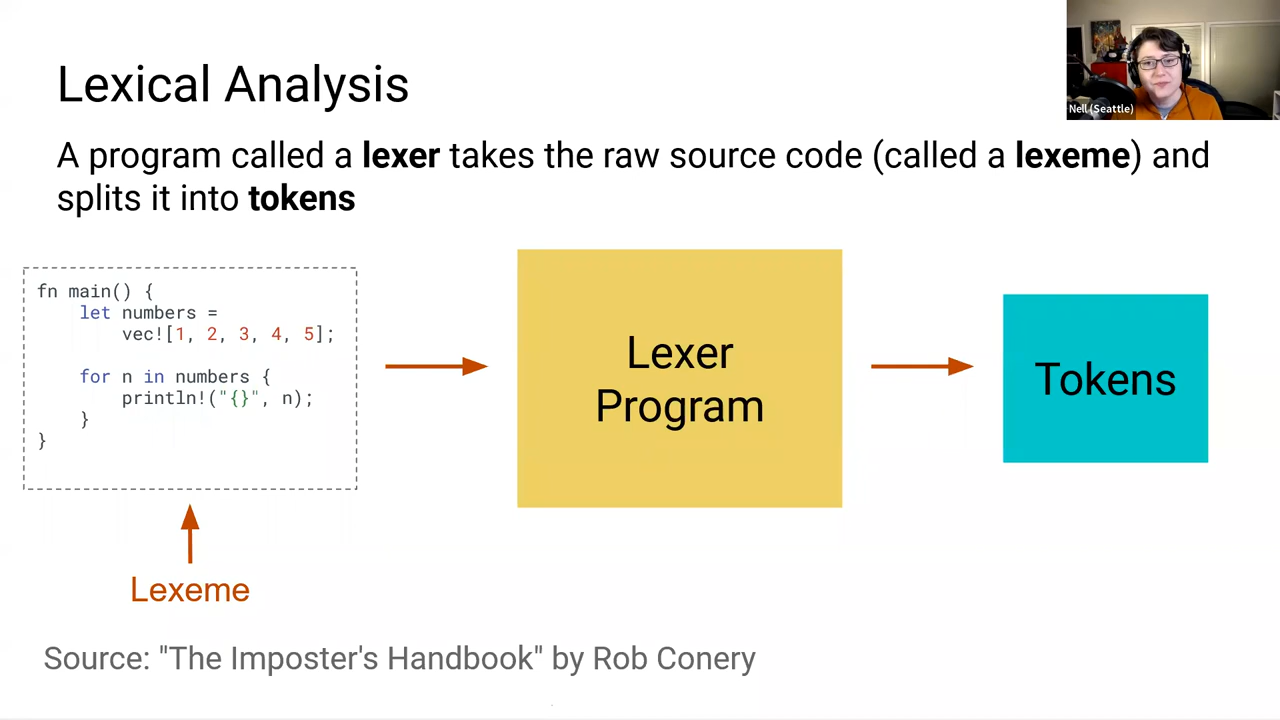 Lexical Analysis
Nell (Seattle)
A program called a lexer takes the raw source code (called a lexeme) and
splits it into tokens
fn main() {
    let numbers =
        vec![1, 2, 3, 4, 5];
    for n in numbers {
        println!("{}", n);
    }
}
Lexer
Program
Tokens
Lexeme
Source: "The Imposter's Handbook" by Rob Conery